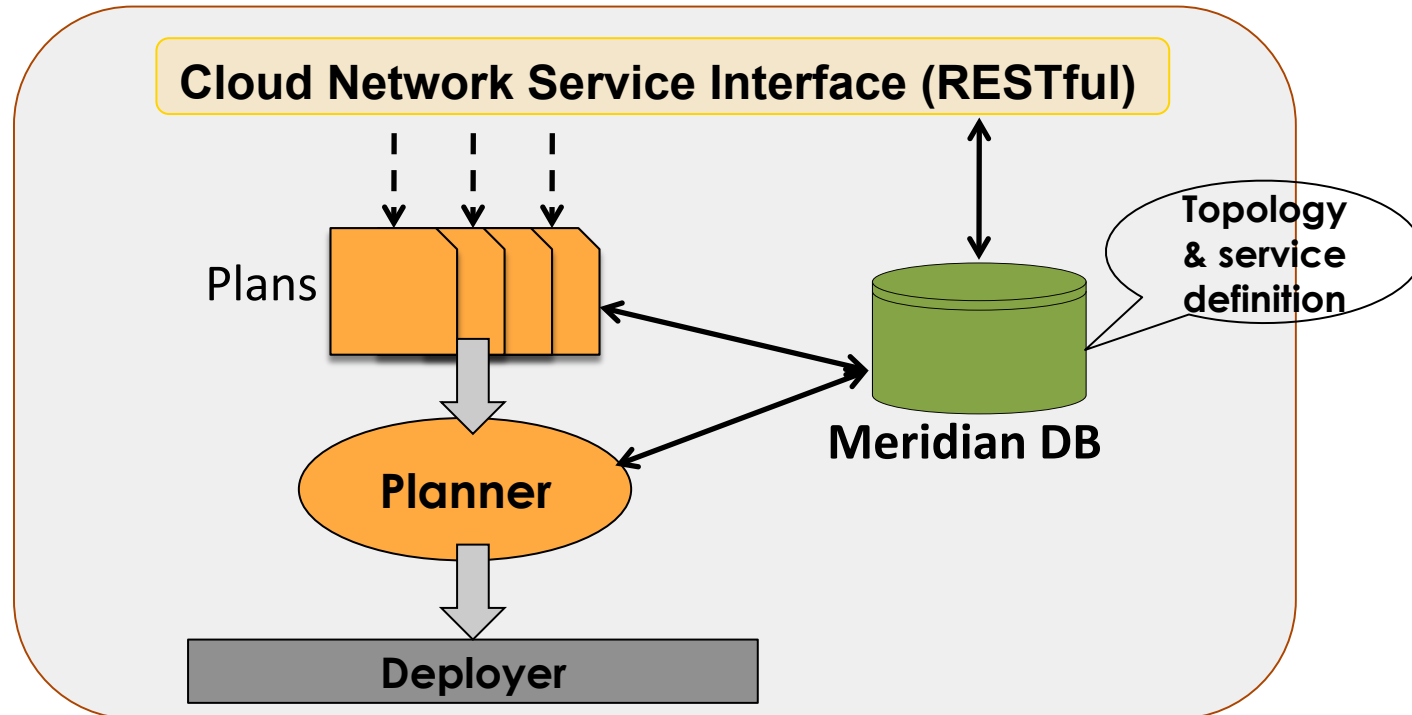 Cloud Network Service Interface (RESTful)
Topology
& service
definition
Plans
Meridian DB
Planner
Deployer